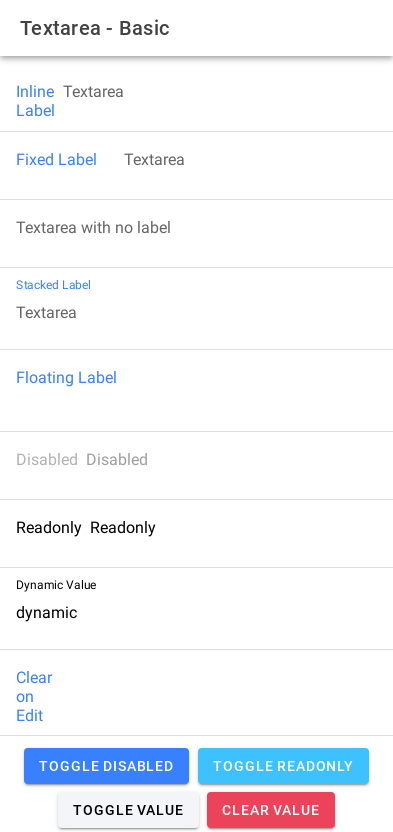 Textarea - Basic
Inline Textarea
Label
Fixed Label Textarea
Textarea with no label
Stacked Label
Textarea
Floating Label
Disabled Disabled
Readonly Readonly
Dynamic Value
dynamic
Clear
on
Edit
TOGGLE DISABLED TOGGLE READONLY
TOGGLE VALUE CLEAR VALUE